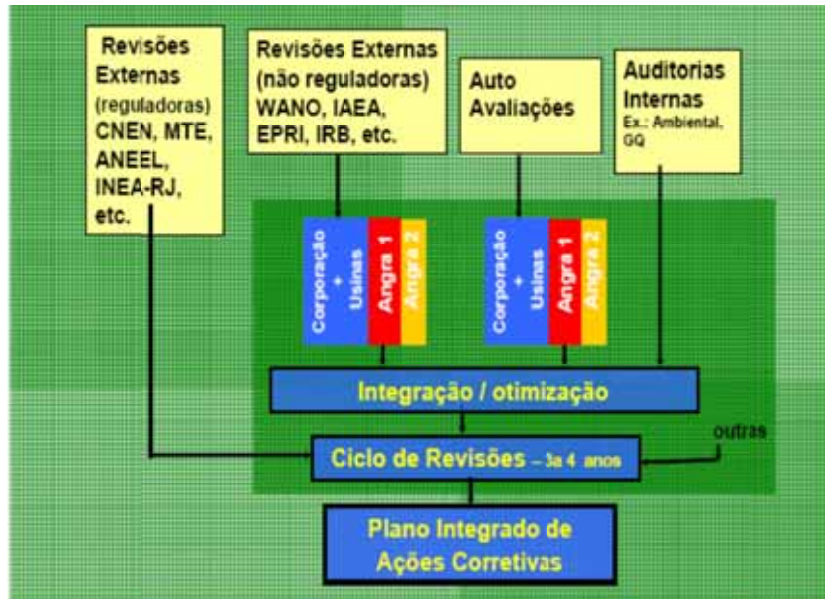 Revisões
Externas
(reguladoras)
CNEN, MTE,
ANEEL,
INEA-RJ,
etc.
Revisões Externas
(não reguladoras)
WANO, IAEA,
EPRI, IRB, etc.
Auto
Avaliações
Auditorias
Internas
Ex.: Ambiental,
GQ
Corporação
+
Usinas
Angra 1
Angra 2
Corporação
+
Usinas
Angra 1
Angra 2
Integração / otimização
outras
Ciclo de Revisões – 3a 4 anos
Plano Integrado de
Ações Corretivas